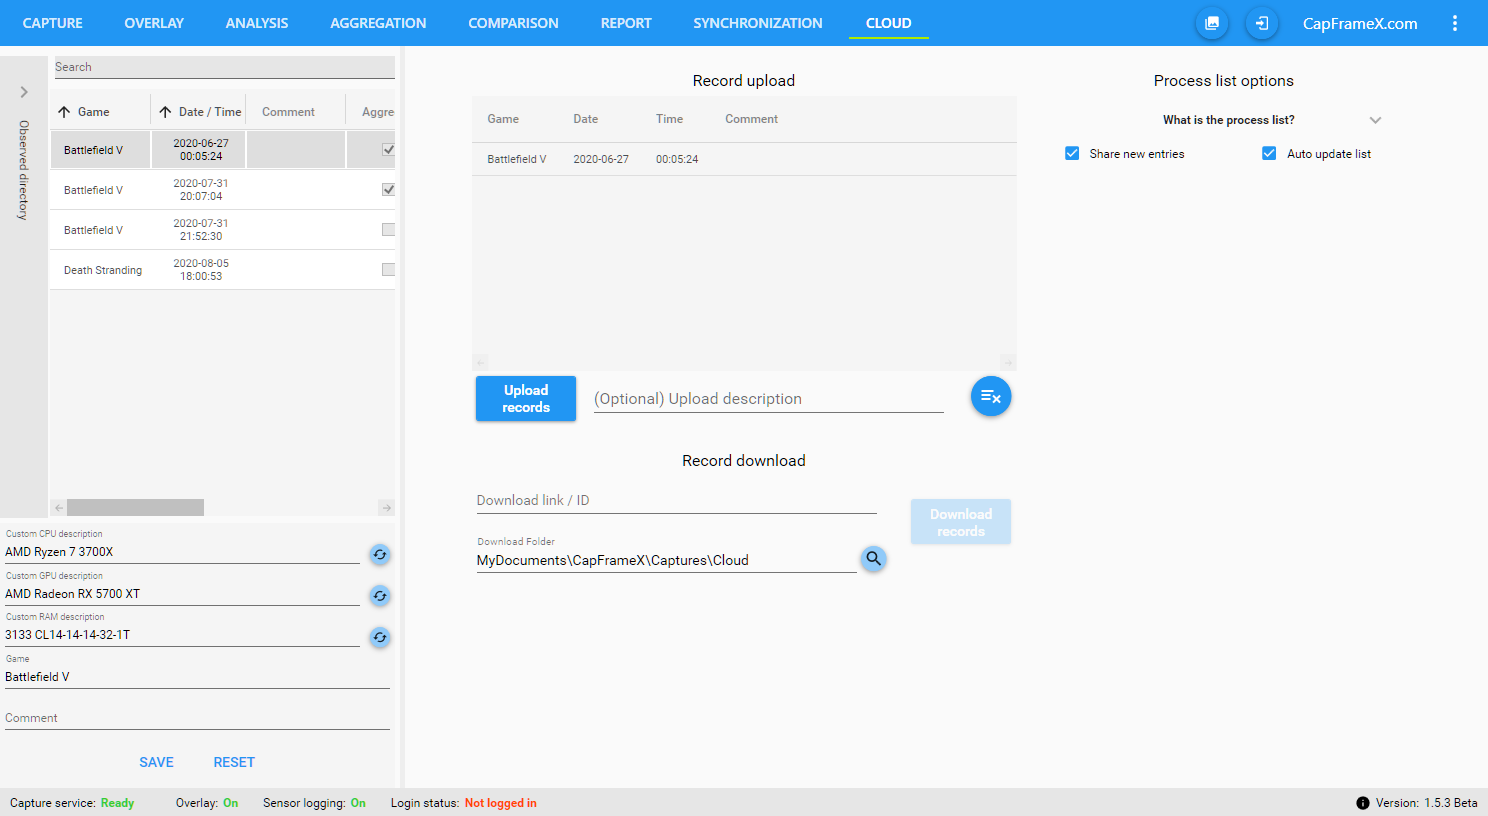 CAPTURE OVERLAY ANALYSIS AGGREGATION COMPARISON REPORT SYNCHRONIZATION CLOUD CapFrameX.com
Observed directory
Search
Game Date / Time Comment Aggre
Battlefield V 2020-06-27 00:05:24
Battlefield V 2020-07-31 20:07:04
Battlefield V 2020-07-31 21:52:30
Death Stranding 2020-08-05 18:00:53
Custom CPU description
AMD Ryzen 7 3700X
Custom GPU description
AMD Radeon RX 5700 XT
Custom RAM description
3133 CL14-14-14-32-1T
Game
Battlefield V
Comment
SAVE RESET
Record upload
Game Date Time Comment
Battlefield V 2020-06-27 00:05:24
Upload
records
(Optional) Upload description
Record download
Download link / ID
Download
records
Download Folder
MyDocuments\CapFrameX\Captures\Cloud
Process list options
What is the process list?
Share new entries Auto update list
Capture service: Ready Overlay: On Sensor logging: On Login status: Not logged in Version: 1.5.3 Beta